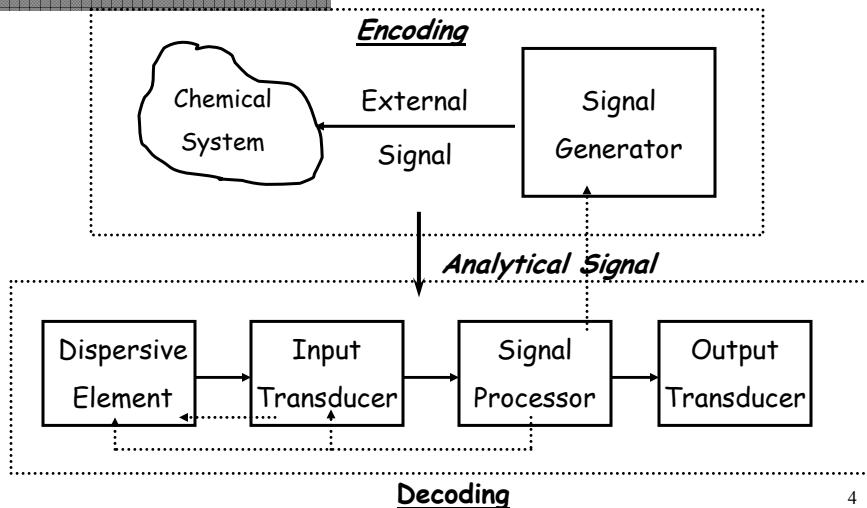 Encoding
Chemical
System
External
Signal
Signal
Generator
Analytical Signal
Dispersive
Element
Input
Transducer
Signal
Processor
Output
Transducer
Decoding
4